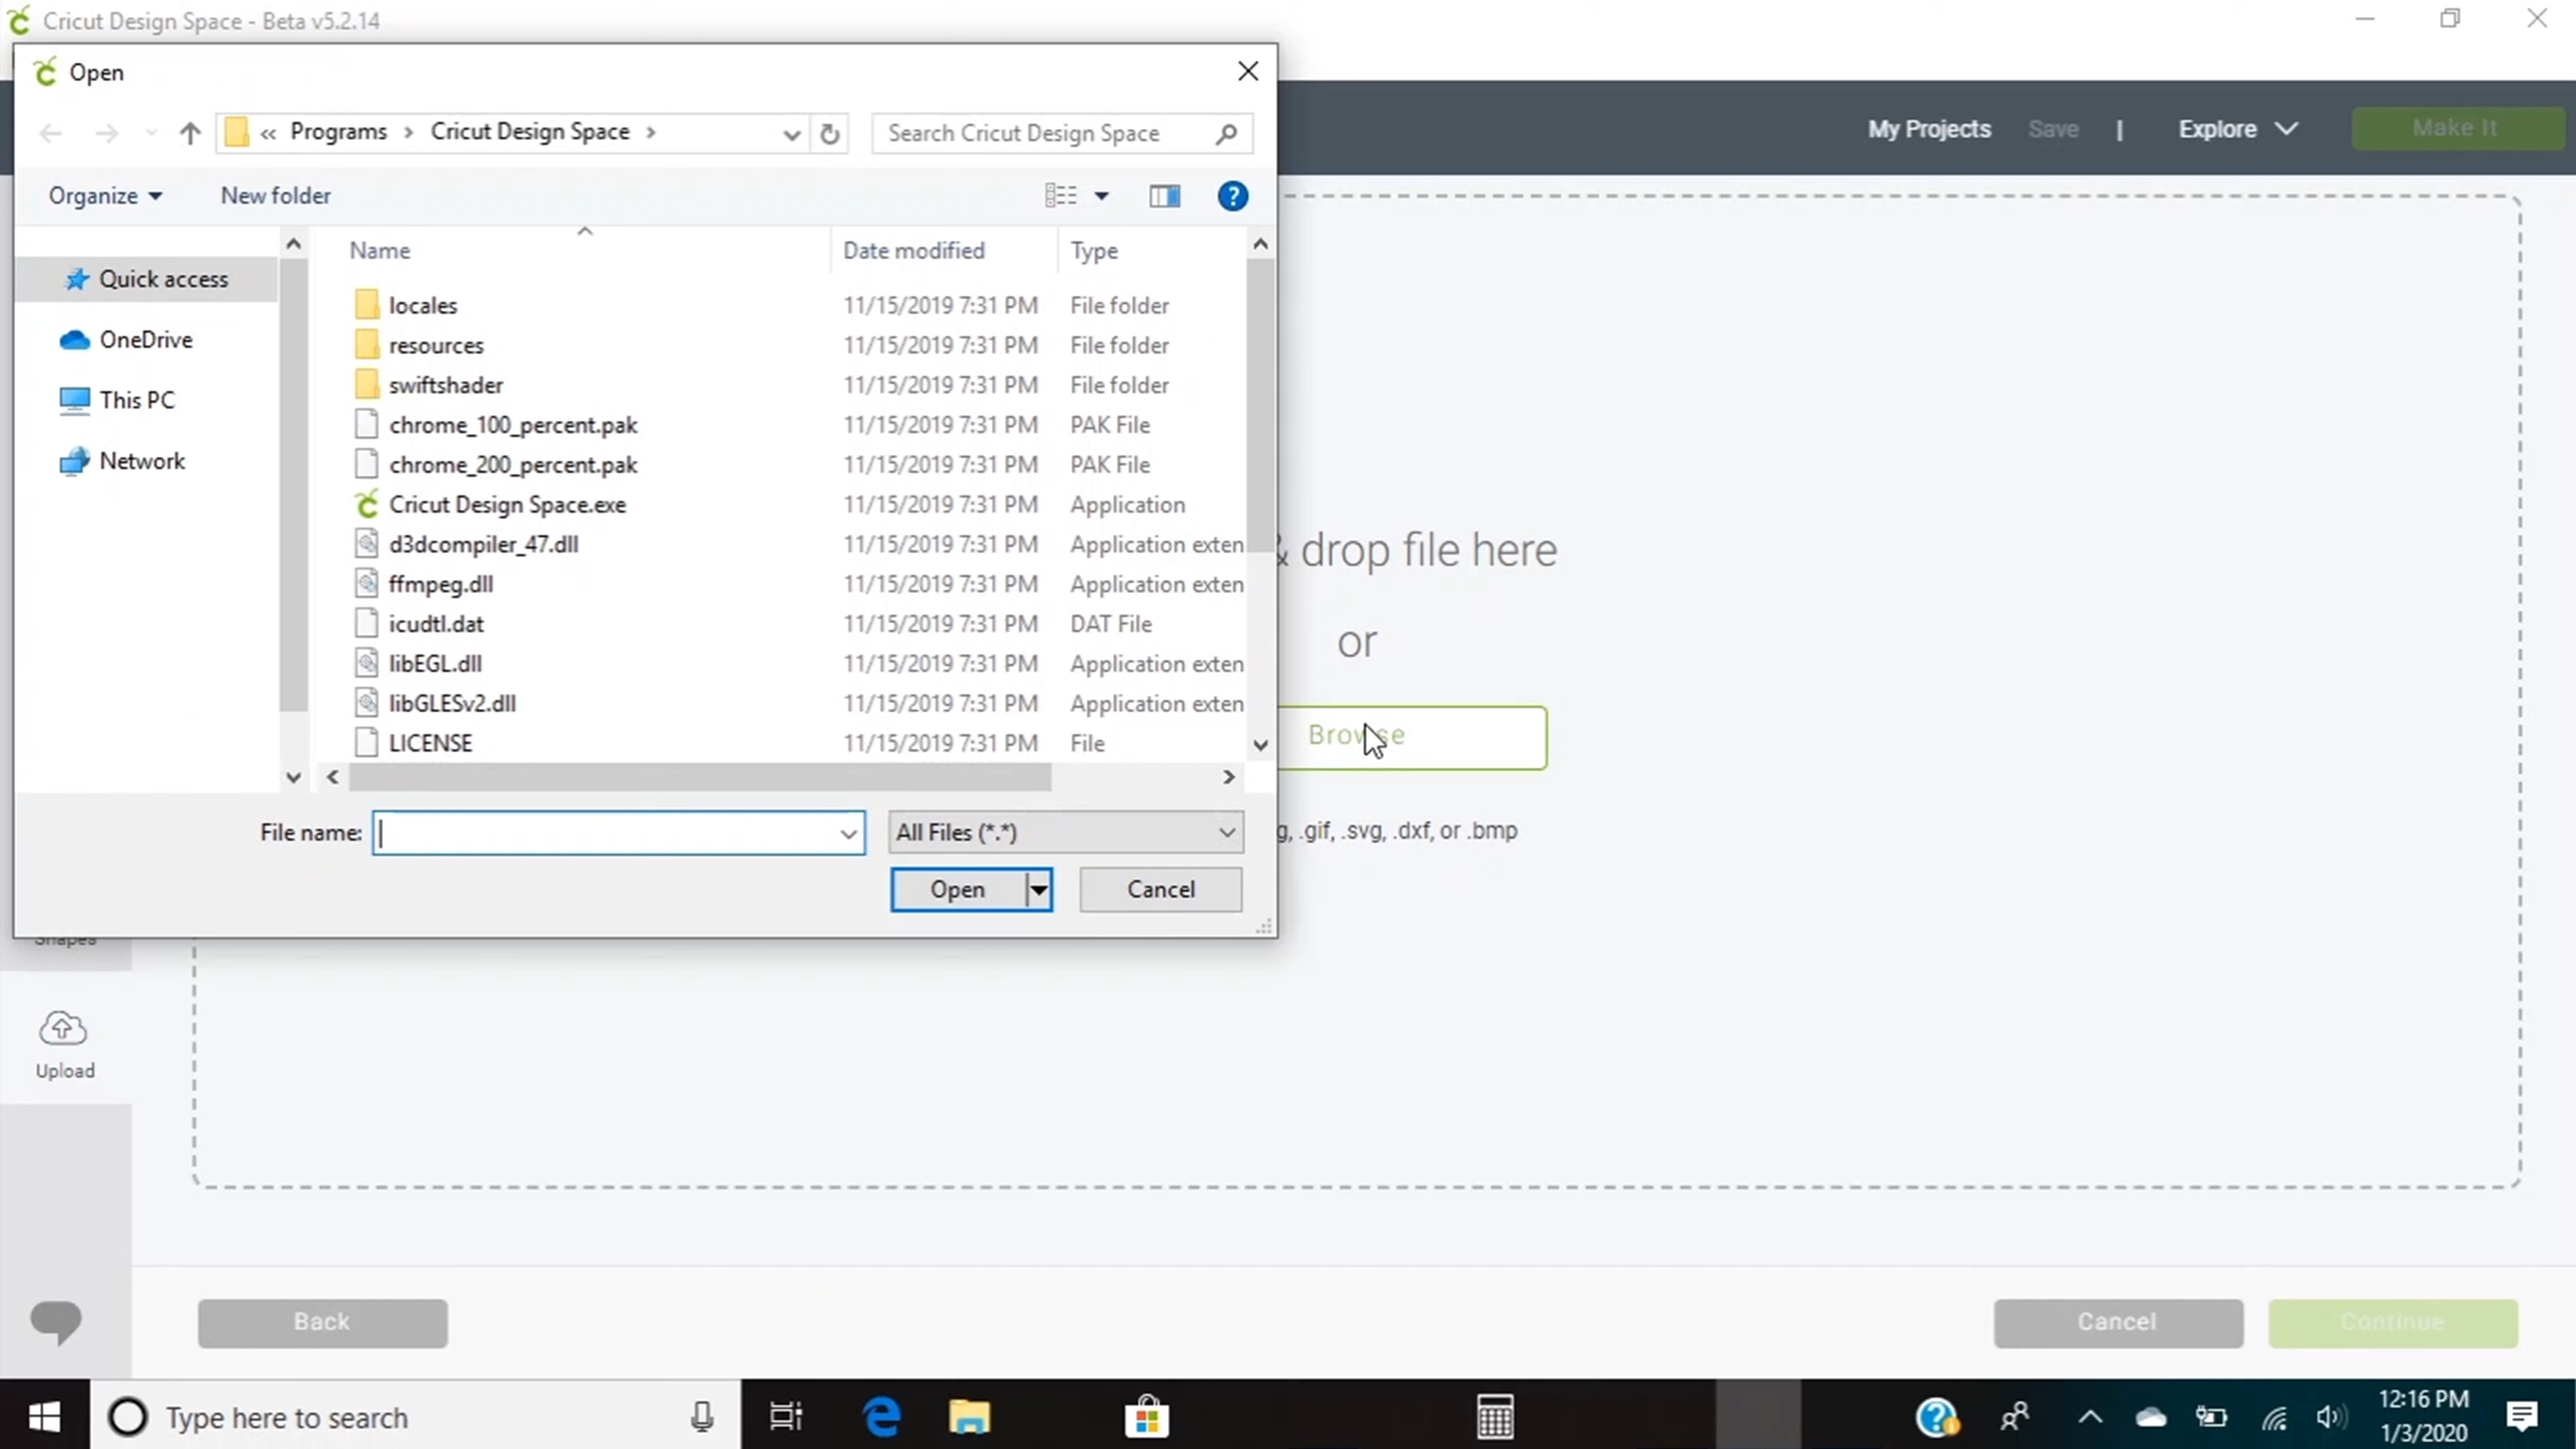 Cricut Design Space - Beta v5.2.14
Open
« Programs > Cricut Design Space >
Search Cricut Design Space
My Projects Save | Explore Make It
Organize New folder
Name Date modified Type
Quick access
OneDrive
This PC
Network
locales 11/15/2019 7:31 PM File folder
resources 11/15/2019 7:31 PM File folder
swiftshader 11/15/2019 7:31 PM File folder
chrome_100_percent.pak 11/15/2019 7:31 PM PAK File
chrome_200_percent.pak 11/15/2019 7:31 PM PAK File
Cricut Design Space.exe 11/15/2019 7:31 PM Application
d3dcompiler_47.dll 11/15/2019 7:31 PM Application exten
ffmpeg.dll 11/15/2019 7:31 PM Application exten
icudtl.dat 11/15/2019 7:31 PM DAT File
libEGL.dll 11/15/2019 7:31 PM Application exten
libGLESv2.dll 11/15/2019 7:31 PM Application exten
LICENSE 11/15/2019 7:31 PM File
& drop file here
or
Browse
File name: All Files (*.*)
g, .gif, .svg, .dxf, or .bmp
Open Cancel
Shapes
Upload
Back Cancel Continue
Type here to search
12:16 PM
1/3/2020